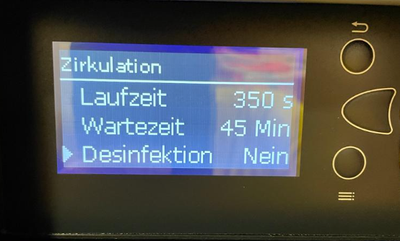 Zirkulation
Laufzeit 350 s
Wartezeit 45 Min
Desinfektion Nein